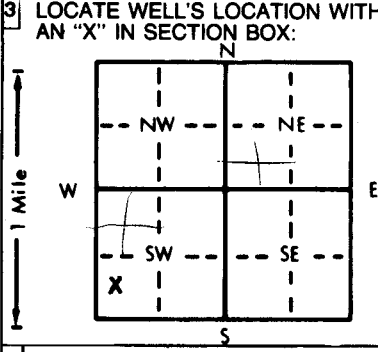 3 LOCATE WELL'S LOCATION WITH
AN "X" IN SECTION BOX:
N
NW NE
1 Mile
W E
SW SE
X
S